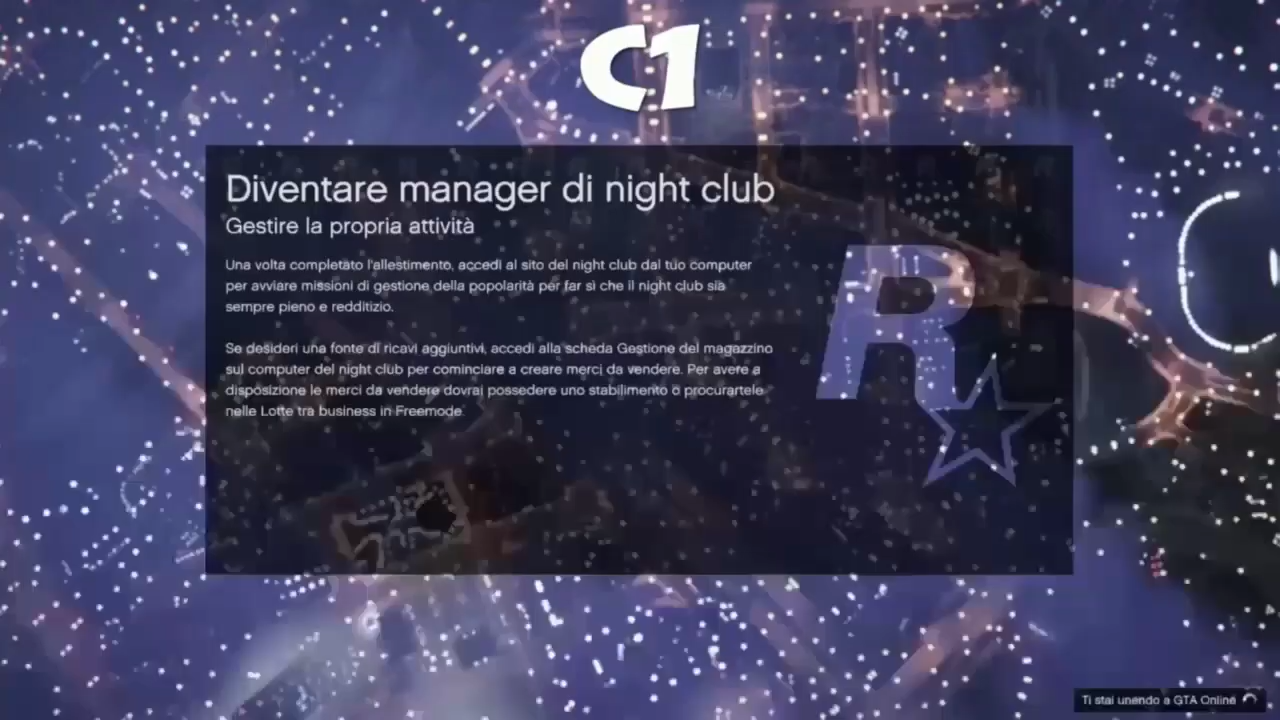 C1
Diventare manager di night club
Gestire la propria attività
Una volta completato l'allestimento, accedi al sito del night club dal tuo computer
per avviare missioni di gestione della popolarità per far sì che il night club sia
sempre pieno e redditizio.
Se desideri una fonte di ricavi aggiuntivi, accedi alla scheda Gestione del magazzino
sul computer del night club per cominciare a creare merci da vendere. Per avere a
disposizione le merci da vendere dovrai possedere uno stabilimento o procurartele
nelle Lotte tra business in Freemode.
R
Ti stai unendo a GTA Online